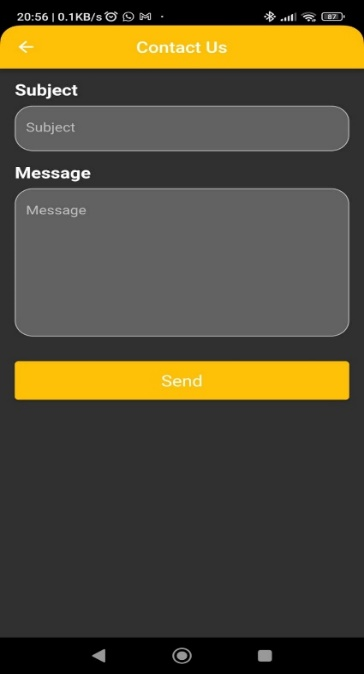 20:56 | 0.1KB/s
87
Contact Us
Subject
Subject
Message
Message
Send